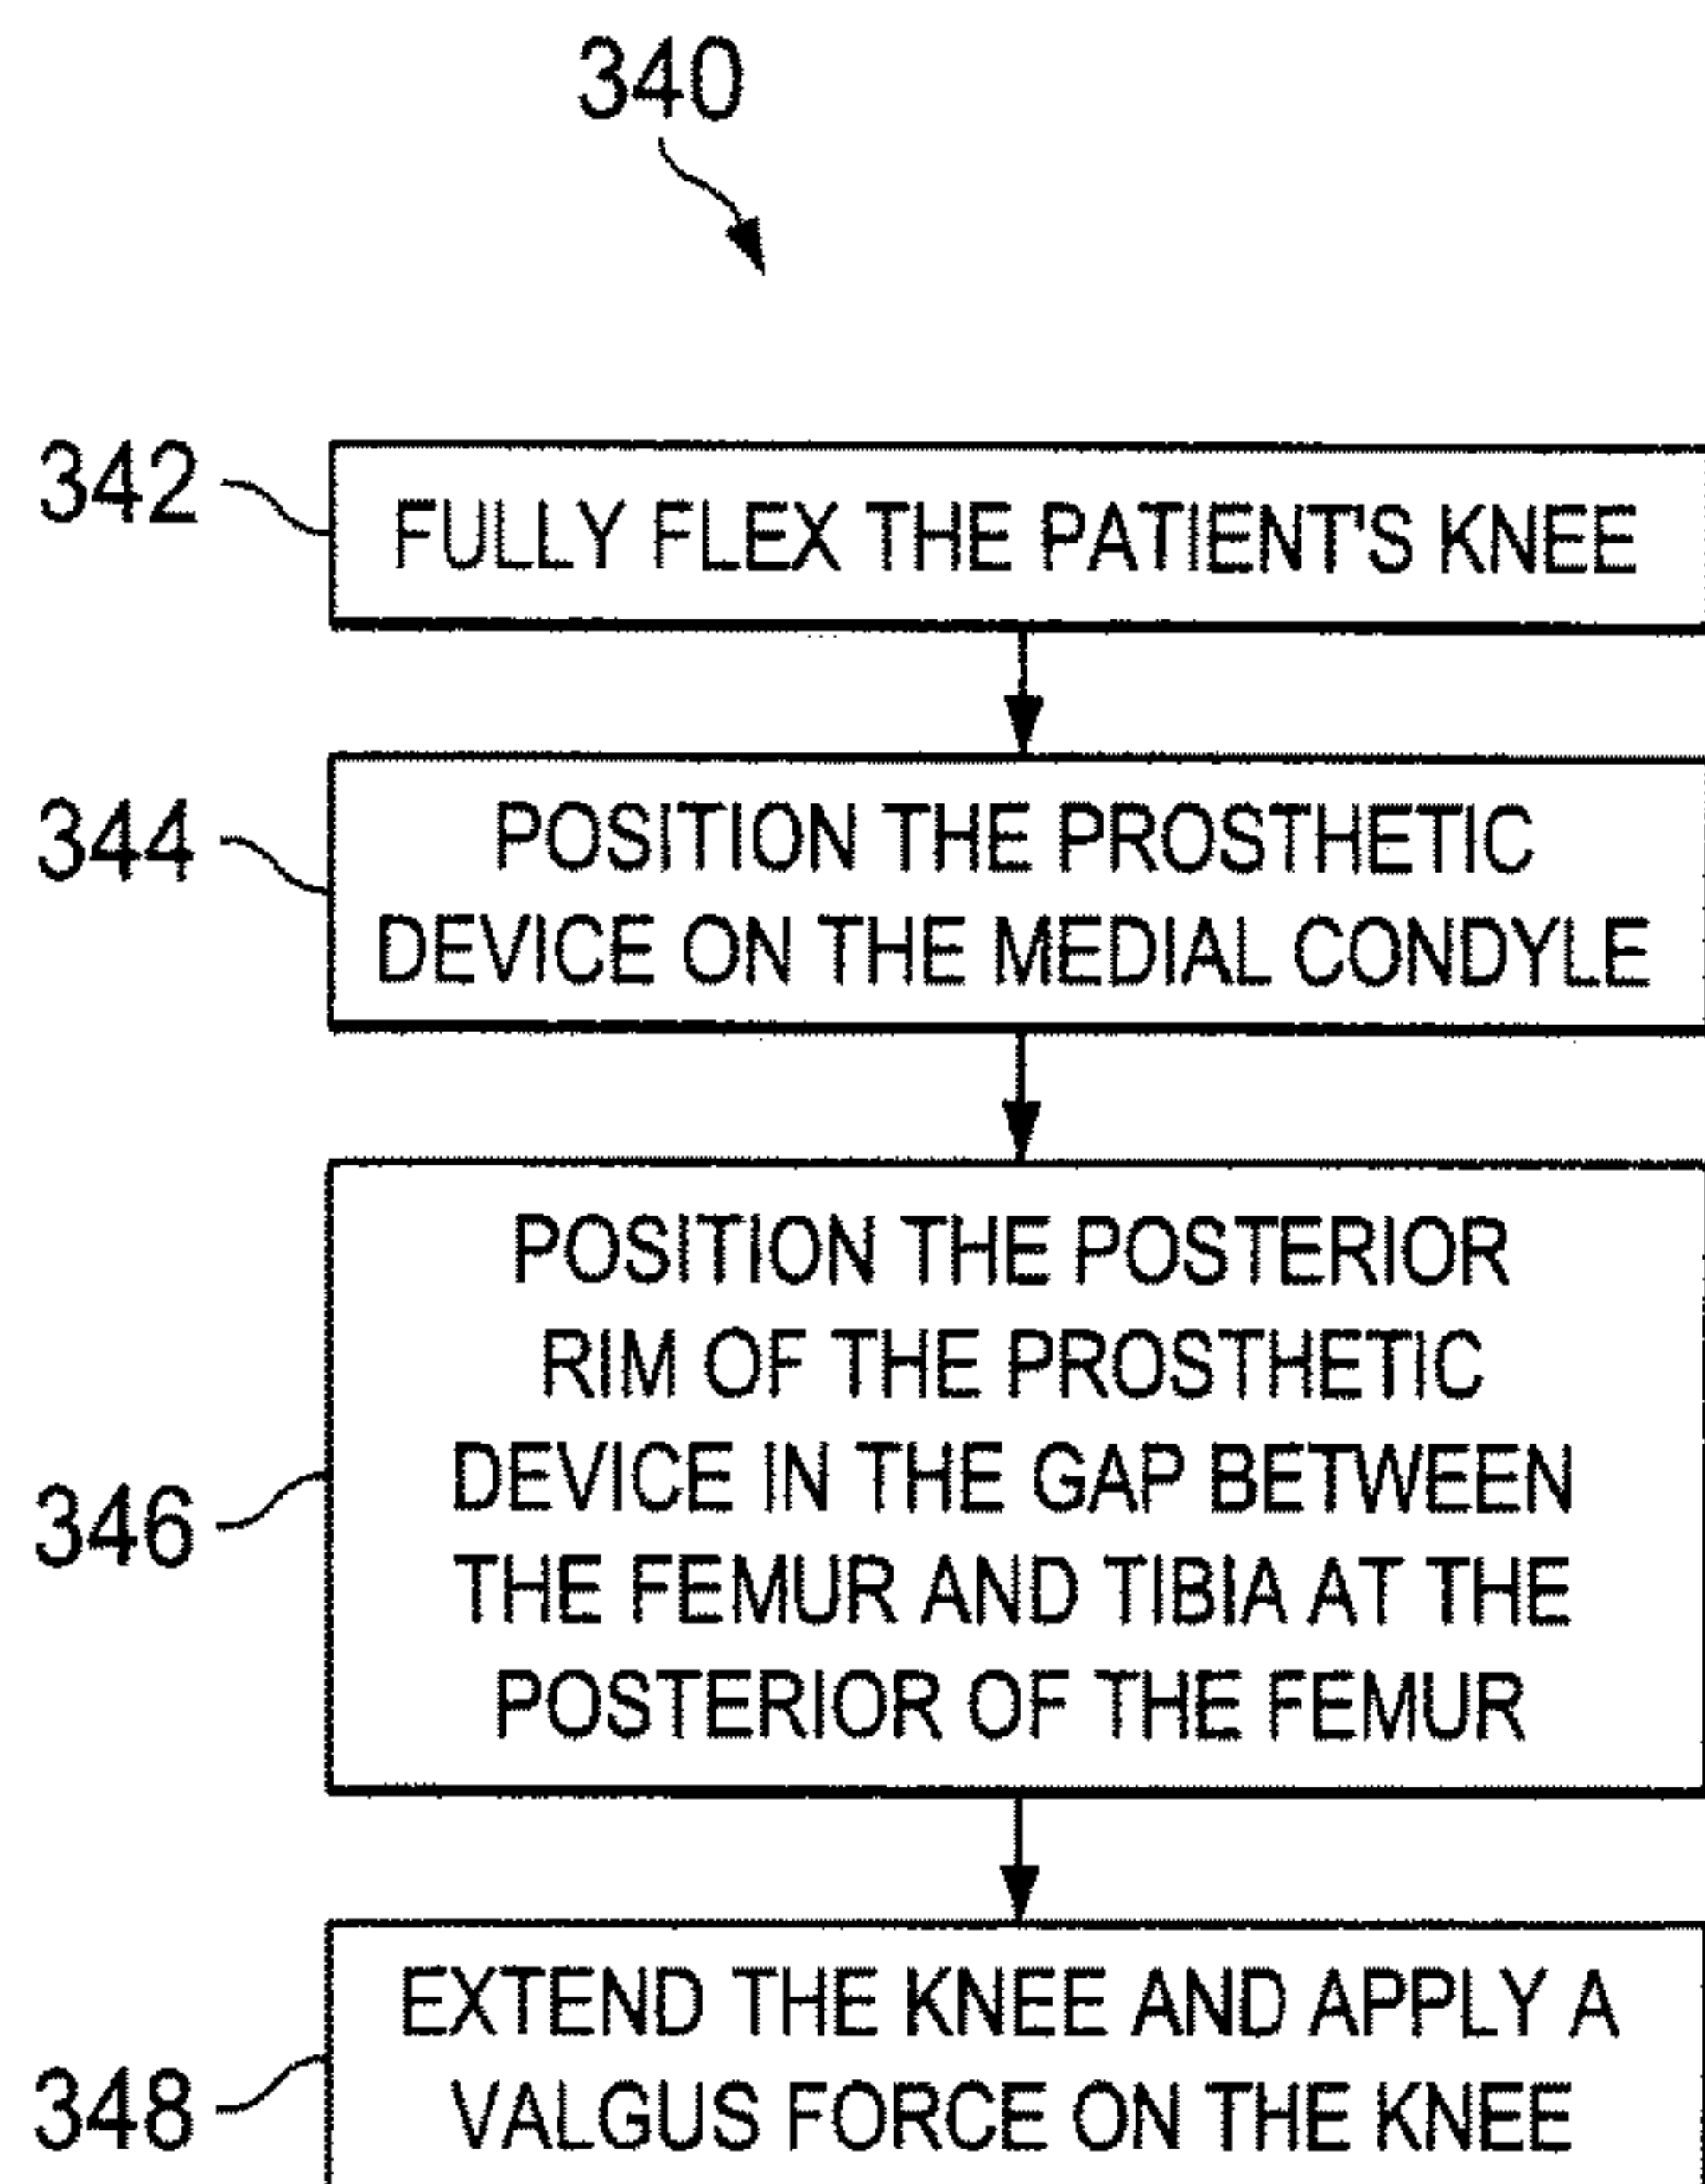 340
342
FULLY FLEX THE PATIENT'S KNEE
344
POSITION THE PROSTHETIC
DEVICE ON THE MEDIAL CONDYLE
346
POSITION THE POSTERIOR
RIM OF THE PROSTHETIC
DEVICE IN THE GAP BETWEEN
THE FEMUR AND TIBIA AT THE
POSTERIOR OF THE FEMUR
348
EXTEND THE KNEE AND APPLY A
VALGUS FORCE ON THE KNEE